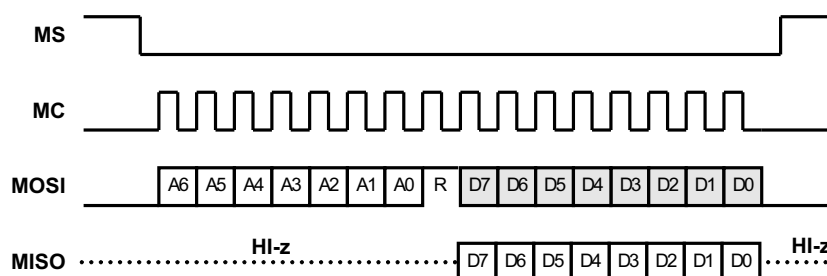 MS
MC
MOSI A6 A5 A4 A3 A2 A1 A0 R D7 D6 D5 D4 D3 D2 D1 D0
MISO HI-z D7 D6 D5 D4 D3 D2 D1 D0 HI-z